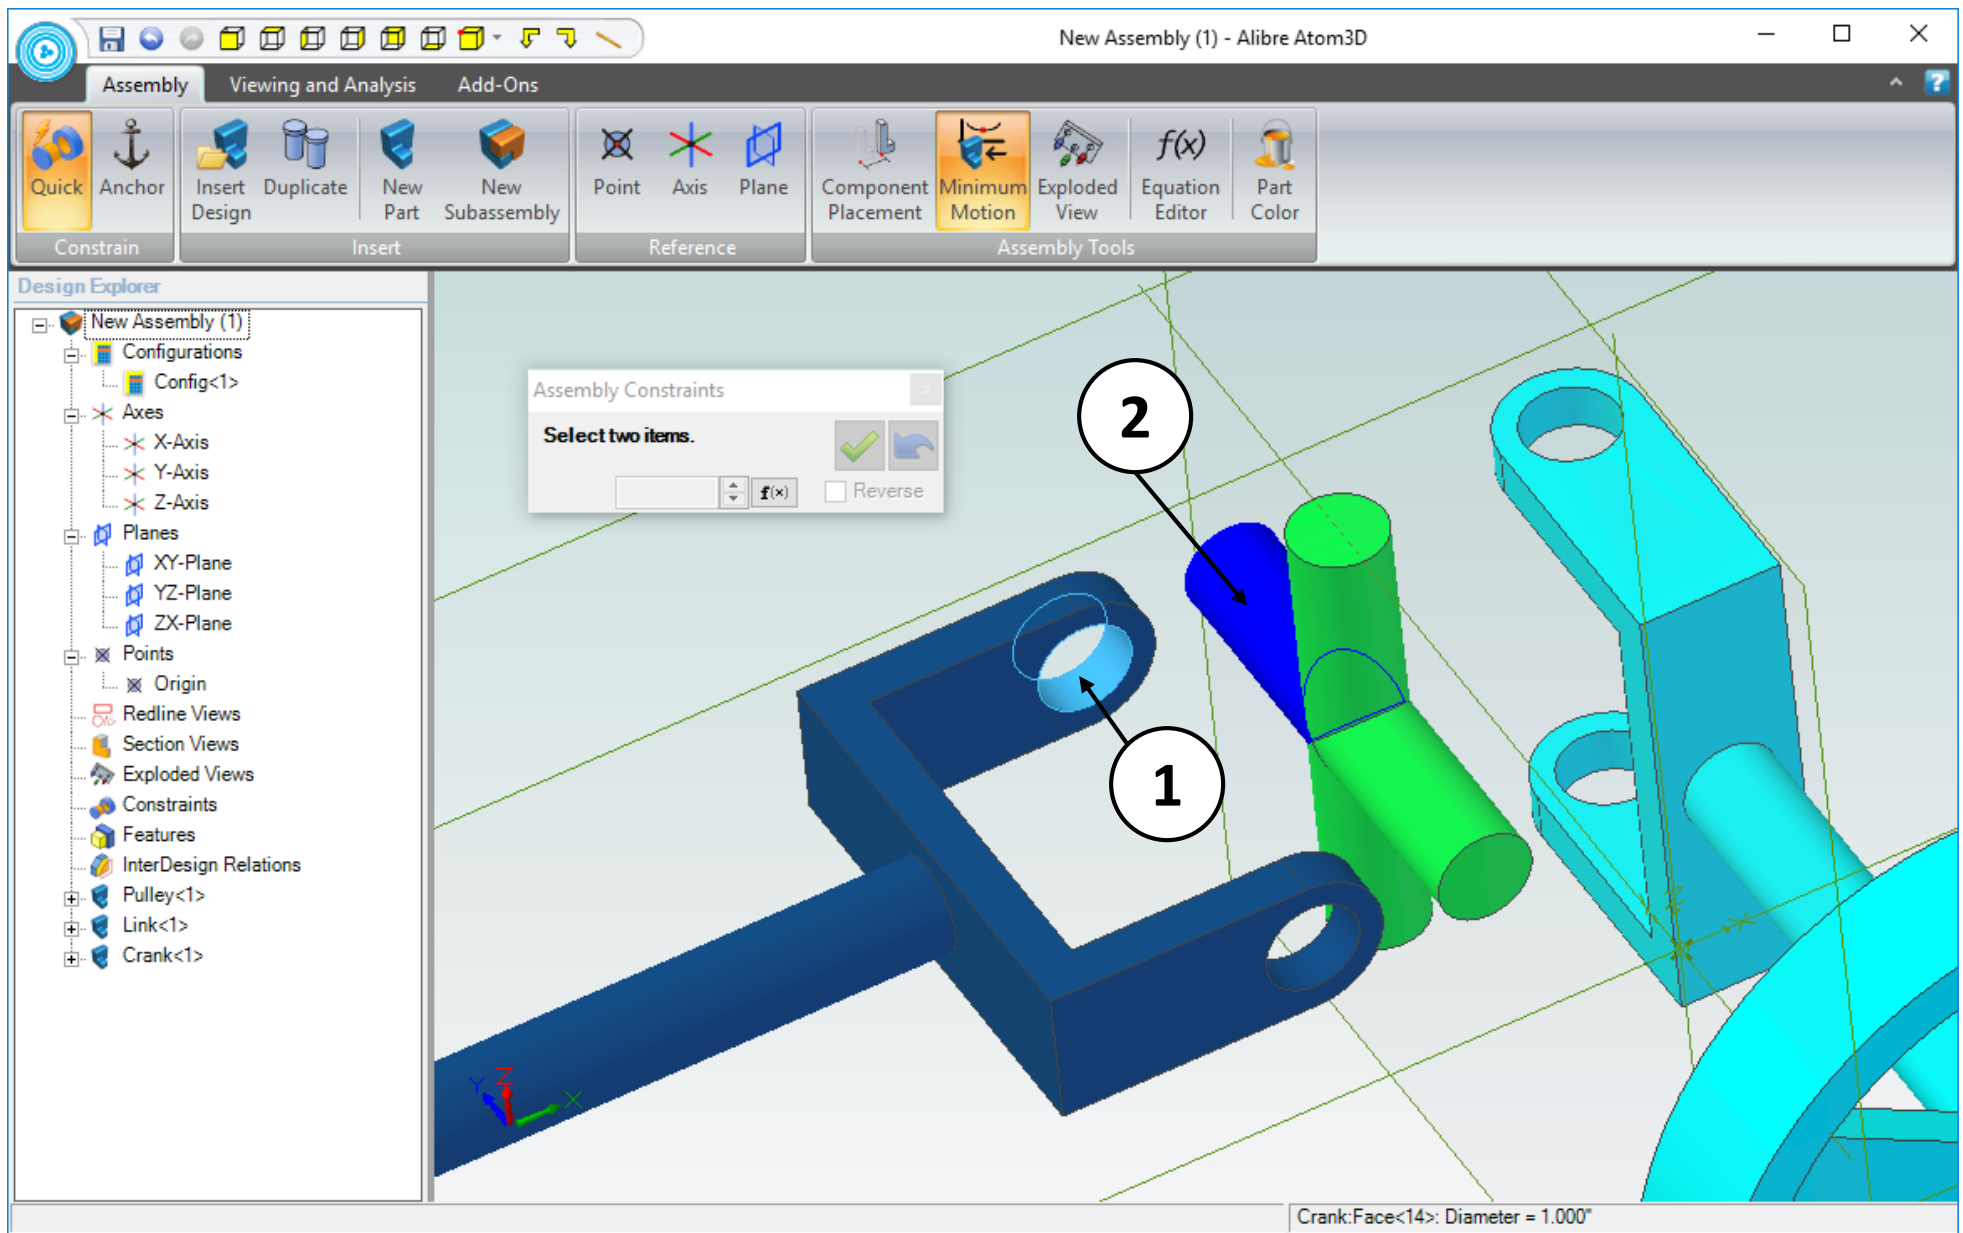 New Assembly (1) - Alibre Atom3D
Assembly Viewing and Analysis Add-Ons
?
Quick Anchor Insert Design Duplicate New Part New Subassembly Point Axis Plane Component Placement Minimum Motion Exploded View f(x) Equation Editor Part Color
Constrain Insert Reference Assembly Tools
Design Explorer
New Assembly (1)
Configurations
Config<1>
Axes
X-Axis
Y-Axis
Z-Axis
Planes
XY-Plane
YZ-Plane
ZX-Plane
Points
Origin
Redline Views
Section Views
Exploded Views
Constraints
Features
InterDesign Relations
Pulley<1>
Link<1>
Crank<1>
Assembly Constraints
Select two items.
f(x) Reverse
2
1
Y Z X
Crank:Face<14>: Diameter = 1.000"